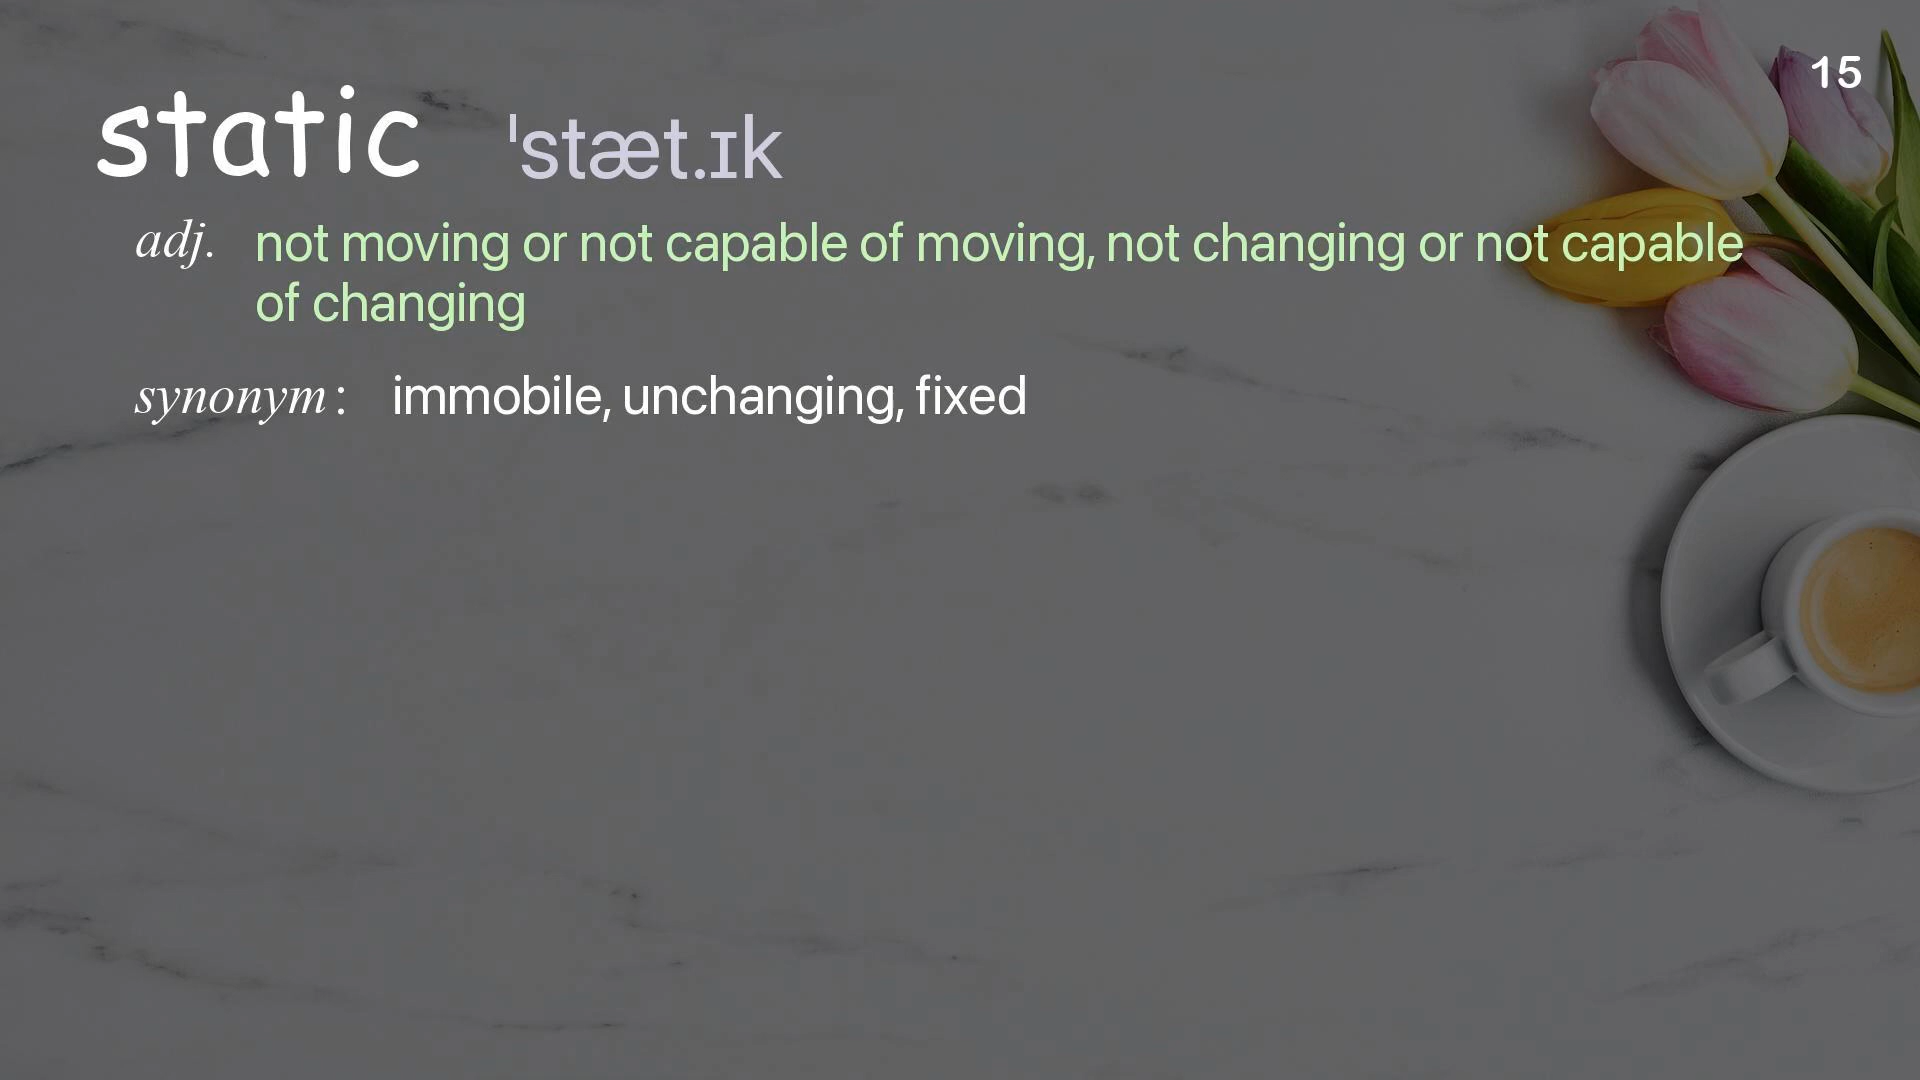 15
static ˈstæt.ɪk
adj. not moving or not capable of moving, not changing or not capable
of changing
synonym : immobile, unchanging, fixed